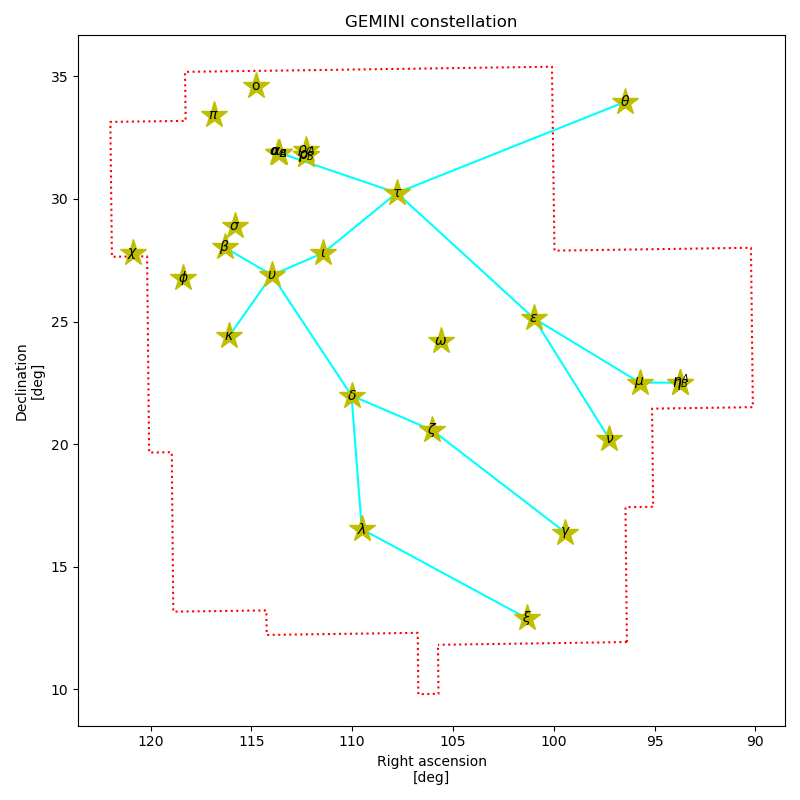 GEMINI constellation
35
30
25
20
15
10
Declination
[deg]
ο
π
θ
τ
σ
β
χ
ϕ
υ
ι
κ
ω
ε
μ
ν
δ
ζ
λ
γ
ξ
120
115
110
105
100
95
90
Right ascension
[deg]